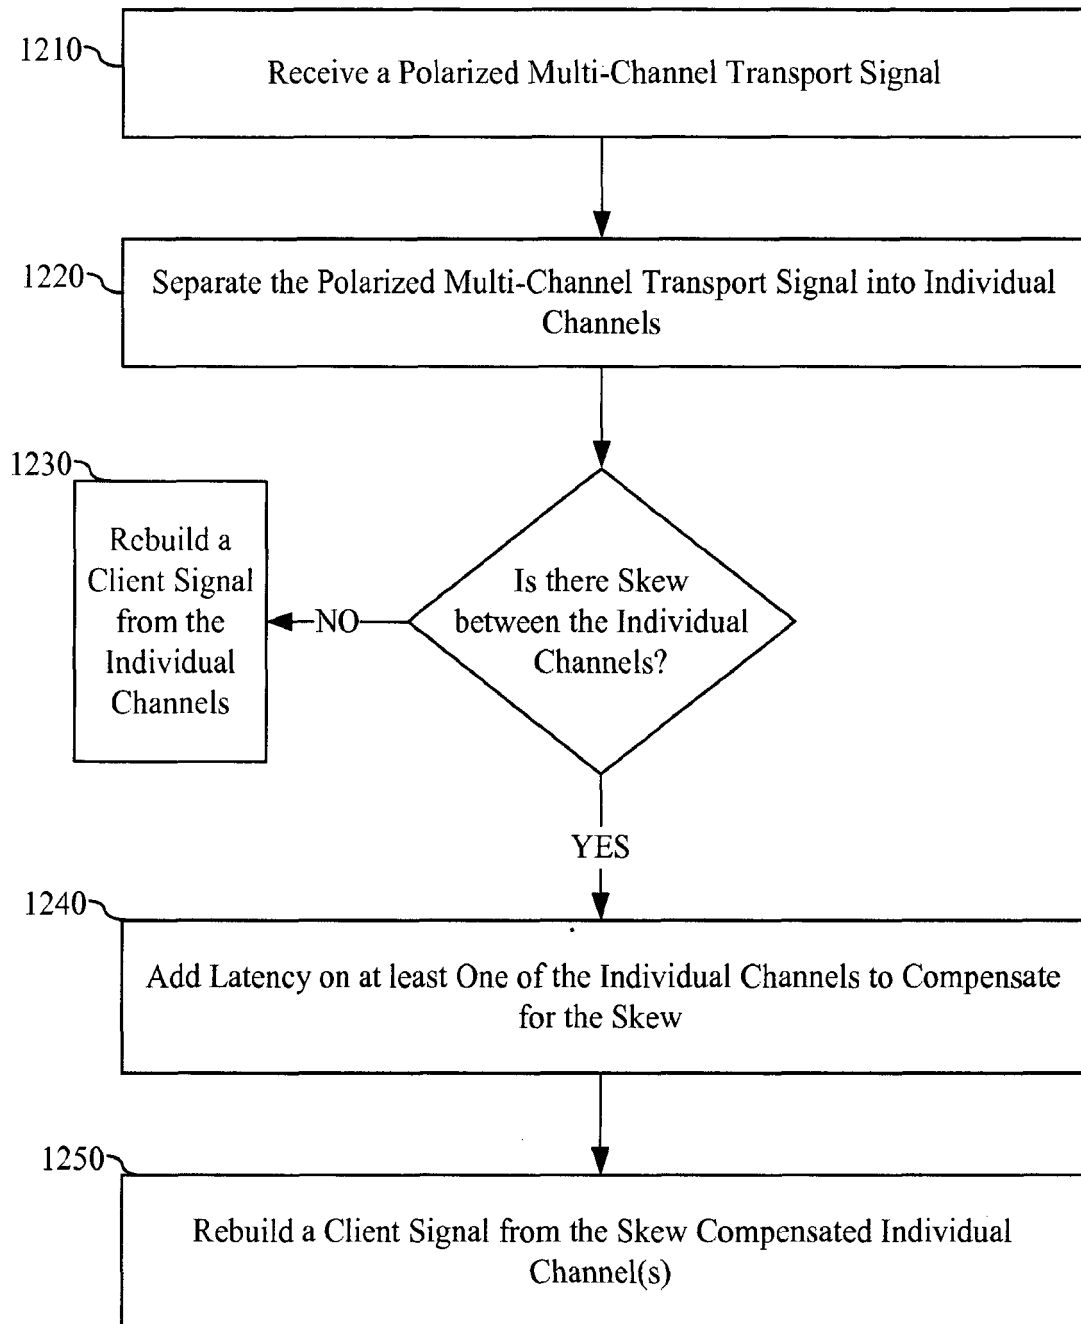 1210
Receive a Polarized Multi-Channel Transport Signal
1220
Separate the Polarized Multi-Channel Transport Signal into Individual
Channels
1230
Rebuild a
Client Signal
from the
Individual
Channels
NO
Is there Skew
between the Individual
Channels?
YES
1240
Add Latency on at least One of the Individual Channels to Compensate
for the Skew
1250
Rebuild a Client Signal from the Skew Compensated Individual
Channel(s)